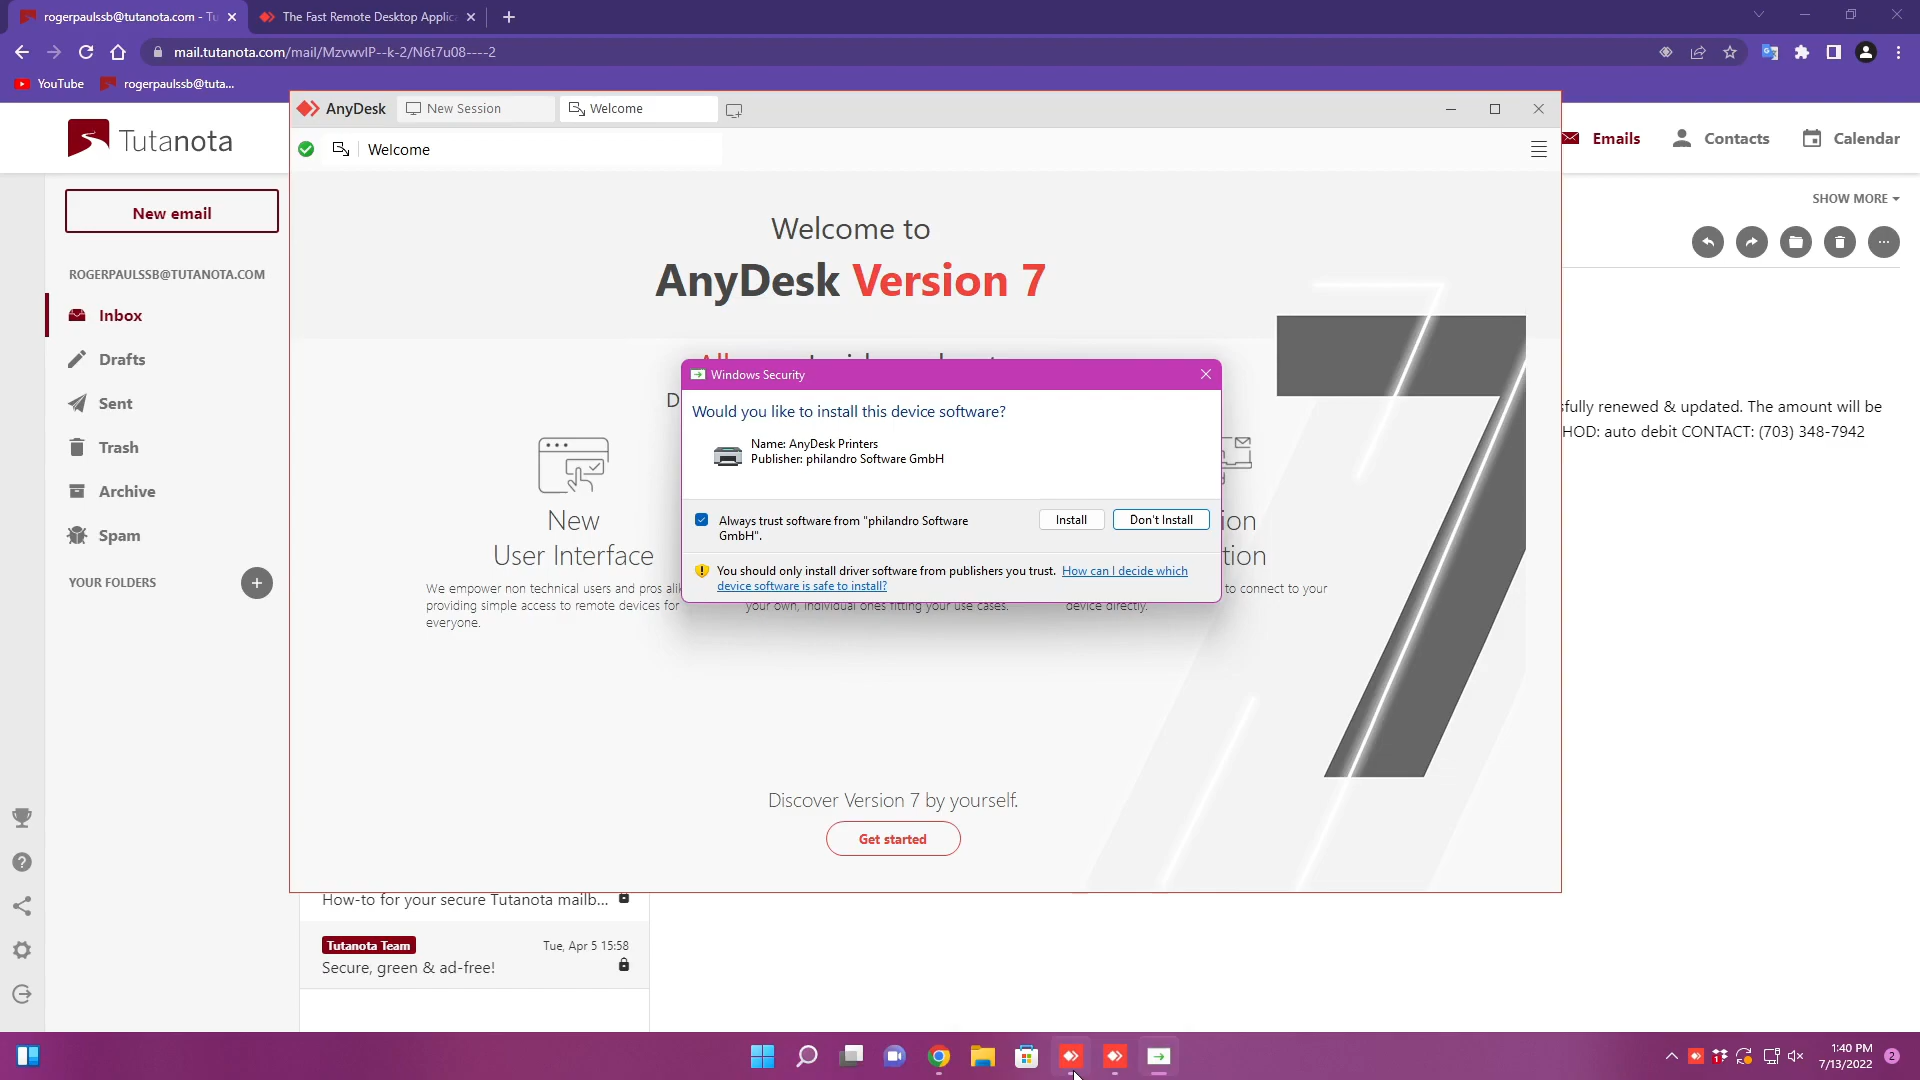 rogerpaulssb@tutanota.com - Tu
The Fast Remote Desktop Applic
mail.tutanota.com/mail/MzvwvlP--k-2/N6t7u08----2
YouTube
rogerpaulssb@tuta...
AnyDesk
New Session
Welcome
Welcome
Tutanota
Emails
Contacts
Calendar
SHOW MORE
New email
ROGERPAULSSB@TUTANOTA.COM
Inbox
Drafts
Sent
Trash
Archive
Spam
YOUR FOLDERS
Welcome to
AnyDesk Version 7
7
Windows Security
Would you like to install this device software?
Name: AnyDesk Printers
Publisher: philandro Software GmbH
Always trust software from "philandro Software
GmbH".
Install
Don't Install
You should only install driver software from publishers you trust. How can I decide which
device software is safe to install?
New
User Interface
We empower non technical users and pros alik
providing simple access to remote devices for
everyone.
your own, individual ones fitting your use cases.
ion
tion
to connect to your
device directly.
sfully renewed & updated. The amount will be
HOD: auto debit CONTACT: (703) 348-7942
Discover Version 7 by yourself.
Get started
How-to for your secure Tutanota mailb...
Tutanota Team
Tue, Apr 5 15:58
Secure, green & ad-free!
1:40 PM
7/13/2022
2